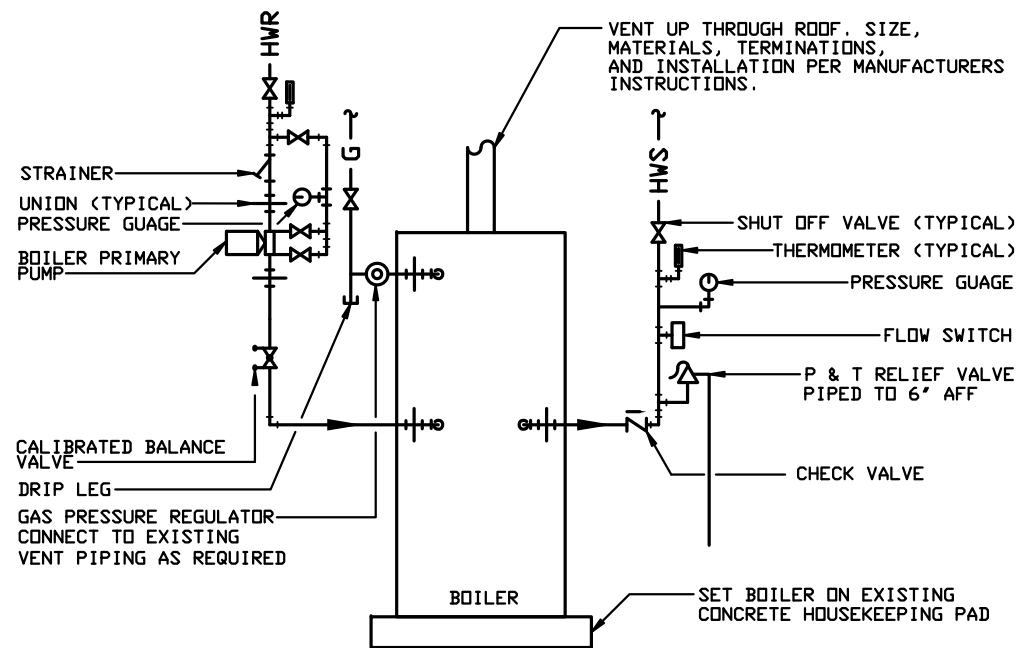 HWR
VENT UP THROUGH ROOF. SIZE,
MATERIALS, TERMINATIONS,
AND INSTALLATION PER MANUFACTURERS
INSTRUCTIONS.
G
HWS
STRAINER
UNION (TYPICAL)
PRESSURE GUAGE
BOILER PRIMARY
PUMP
SHUT OFF VALVE (TYPICAL)
THERMOMETER (TYPICAL)
PRESSURE GUAGE
FLOW SWITCH
P & T RELIEF VALVE
PIPED TO 6" AFF
CALIBRATED BALANCE
VALVE
DRIP LEG
GAS PRESSURE REGULATOR
CONNECT TO EXISTING
VENT PIPING AS REQUIRED
CHECK VALVE
BOILER
SET BOILER ON EXISTING
CONCRETE HOUSEKEEPING PAD